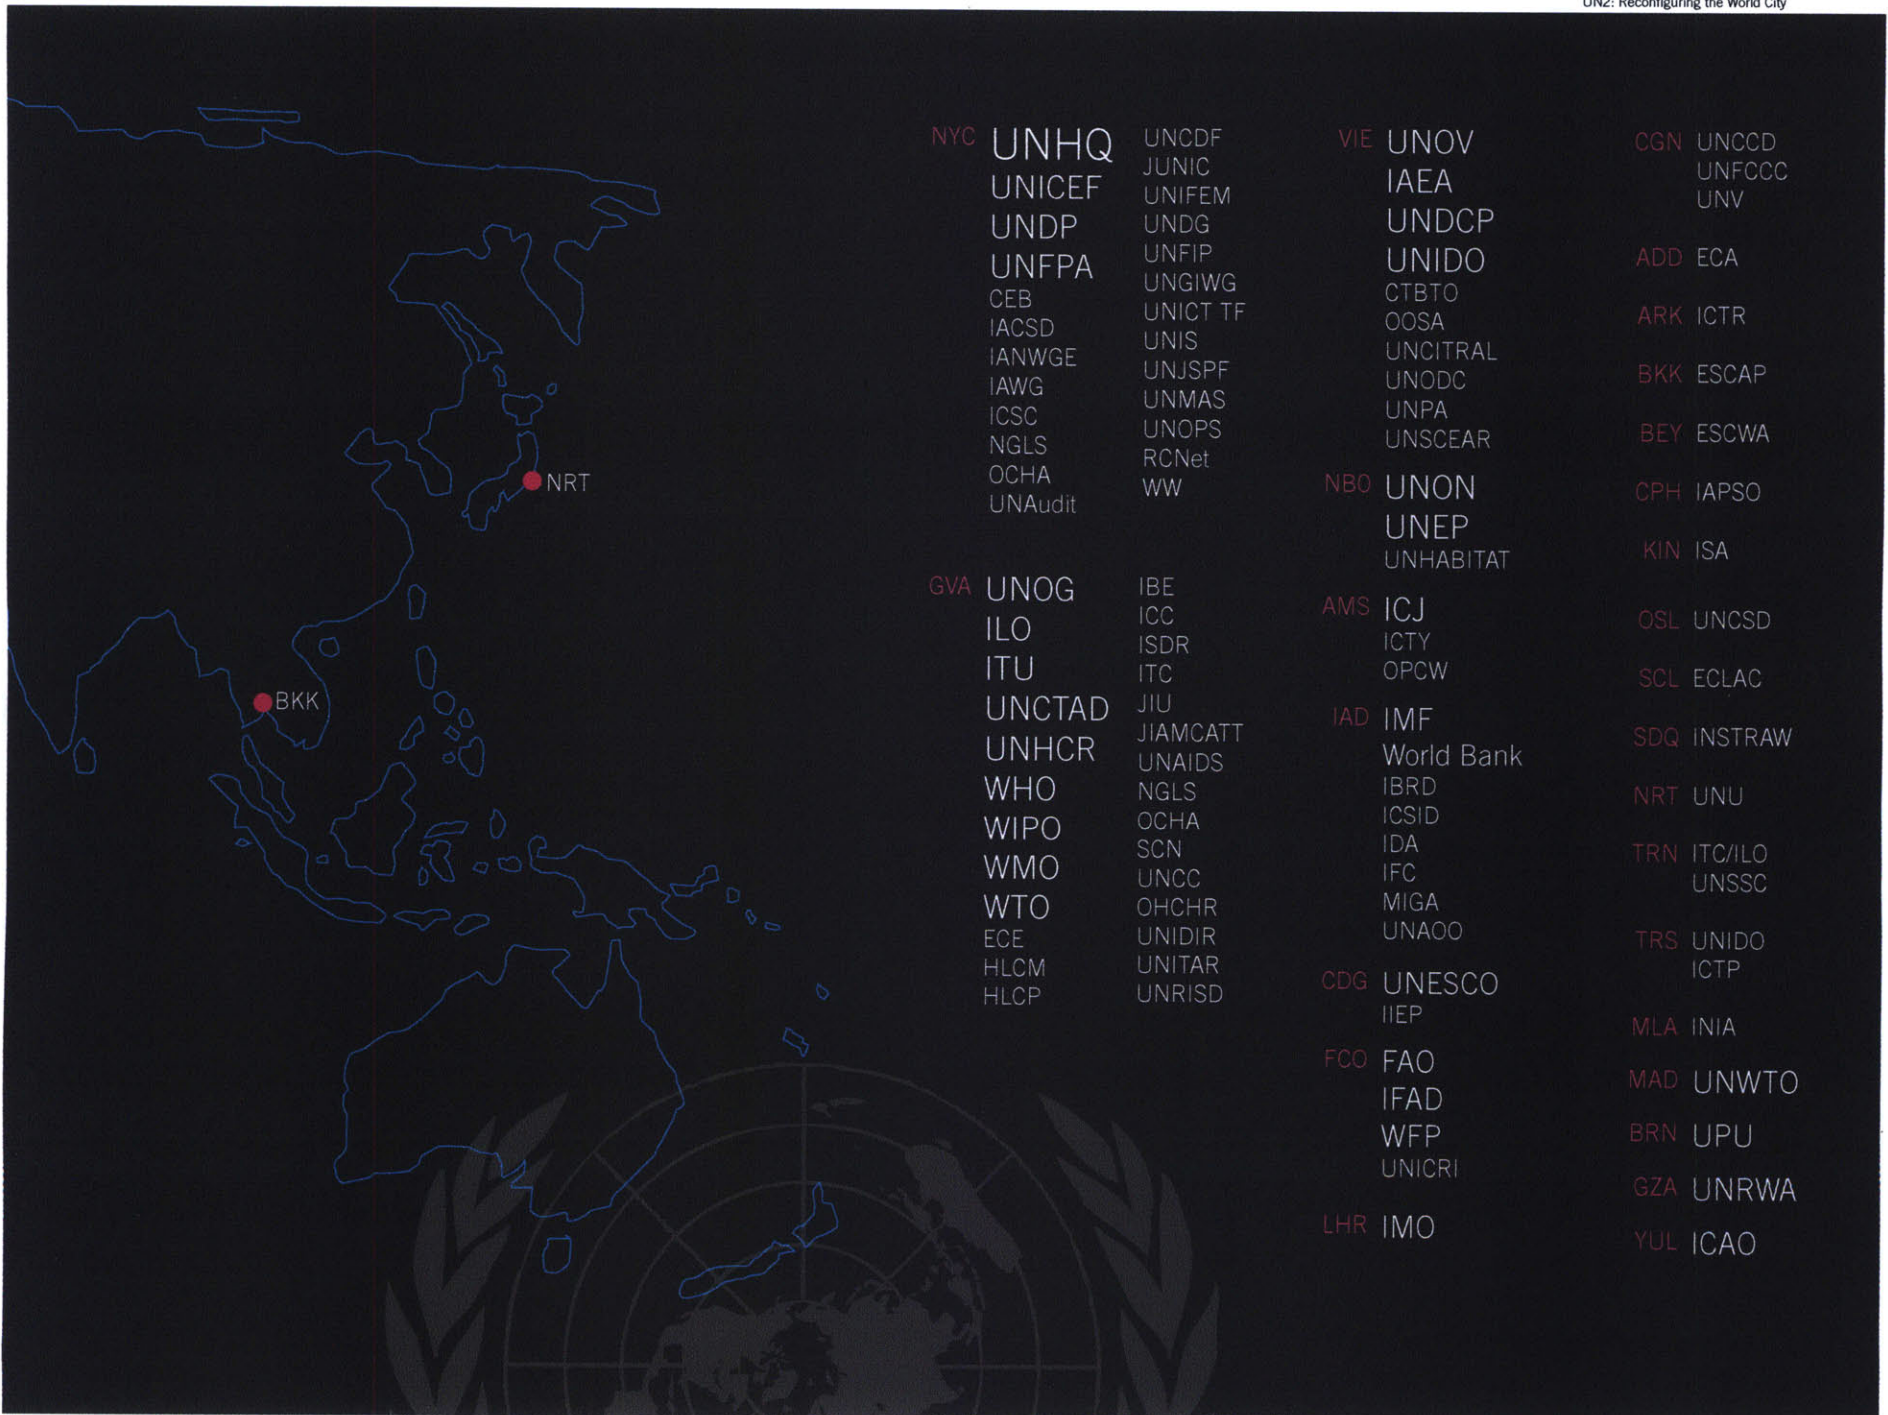 UN2: Reconfiguring the World City
NRT
BKK
NYC UNHQ
UNICEF
UNDP
UNFPA
CEB
IACSD
IANWGE
IAWG
ICSC
NGLS
OCHA
UNAudit
UNCDF
JUNIC
UNIFEM
UNDG
UNFIP
UNGIWG
UNICT TF
UNIS
UNJSPF
UNMAS
UNOPS
RCNet
WW
GVA UNOG
ILO
ITU
UNCTAD
UNHCR
WHO
WIPO
WMO
WTO
ECE
HLCM
HLCP
IBE
ICC
ISDR
ITC
JIU
JIAMCATT
UNAIDS
NGLS
OCHA
SCN
UNCC
OHCHR
UNIDIR
UNITAR
UNRISD
VIE UNOV
IAEA
UNDCP
UNIDO
CTBTO
OOSA
UNCITRAL
UNODC
UNPA
UNSCEAR
NBO UNON
UNEP
UNHABITAT
AMS ICJ
ICTY
OPCW
IAD IMF
World Bank
IBRD
ICSID
IDA
IFC
MIGA
UNAOO
CDG UNESCO
IIEP
FCO FAO
IFAD
WFP
UNICRI
LHR IMO
CGN UNCCD
UNFCCC
UNV
ADD ECA
ARK ICTR
BKK ESCAP
BEY ESCWA
CPH IAPSO
KIN ISA
OSL UNCSD
SCL ECLAC
SDQ INSTRAW
NRT UNU
TRN ITC/ILO
UNSSC
TRS UNIDO
ICTP
MLA INIA
MAD UNWTO
BRN UPU
GZA UNRWA
YUL ICAO